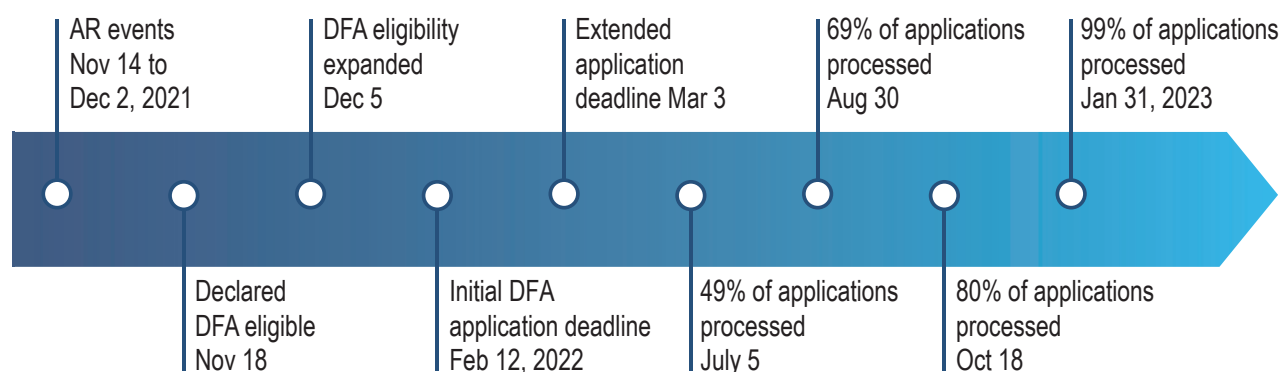 AR events
Nov 14 to
Dec 2, 2021
Declared
DFA eligible
Nov 18
DFA eligibility
expanded
Dec 5
Initial DFA
application deadline
Feb 12, 2022
Extended
application
deadline Mar 3
49% of applications
processed
July 5
69% of applications
processed
Aug 30
80% of applications
processed
Oct 18
99% of applications
processed
Jan 31, 2023